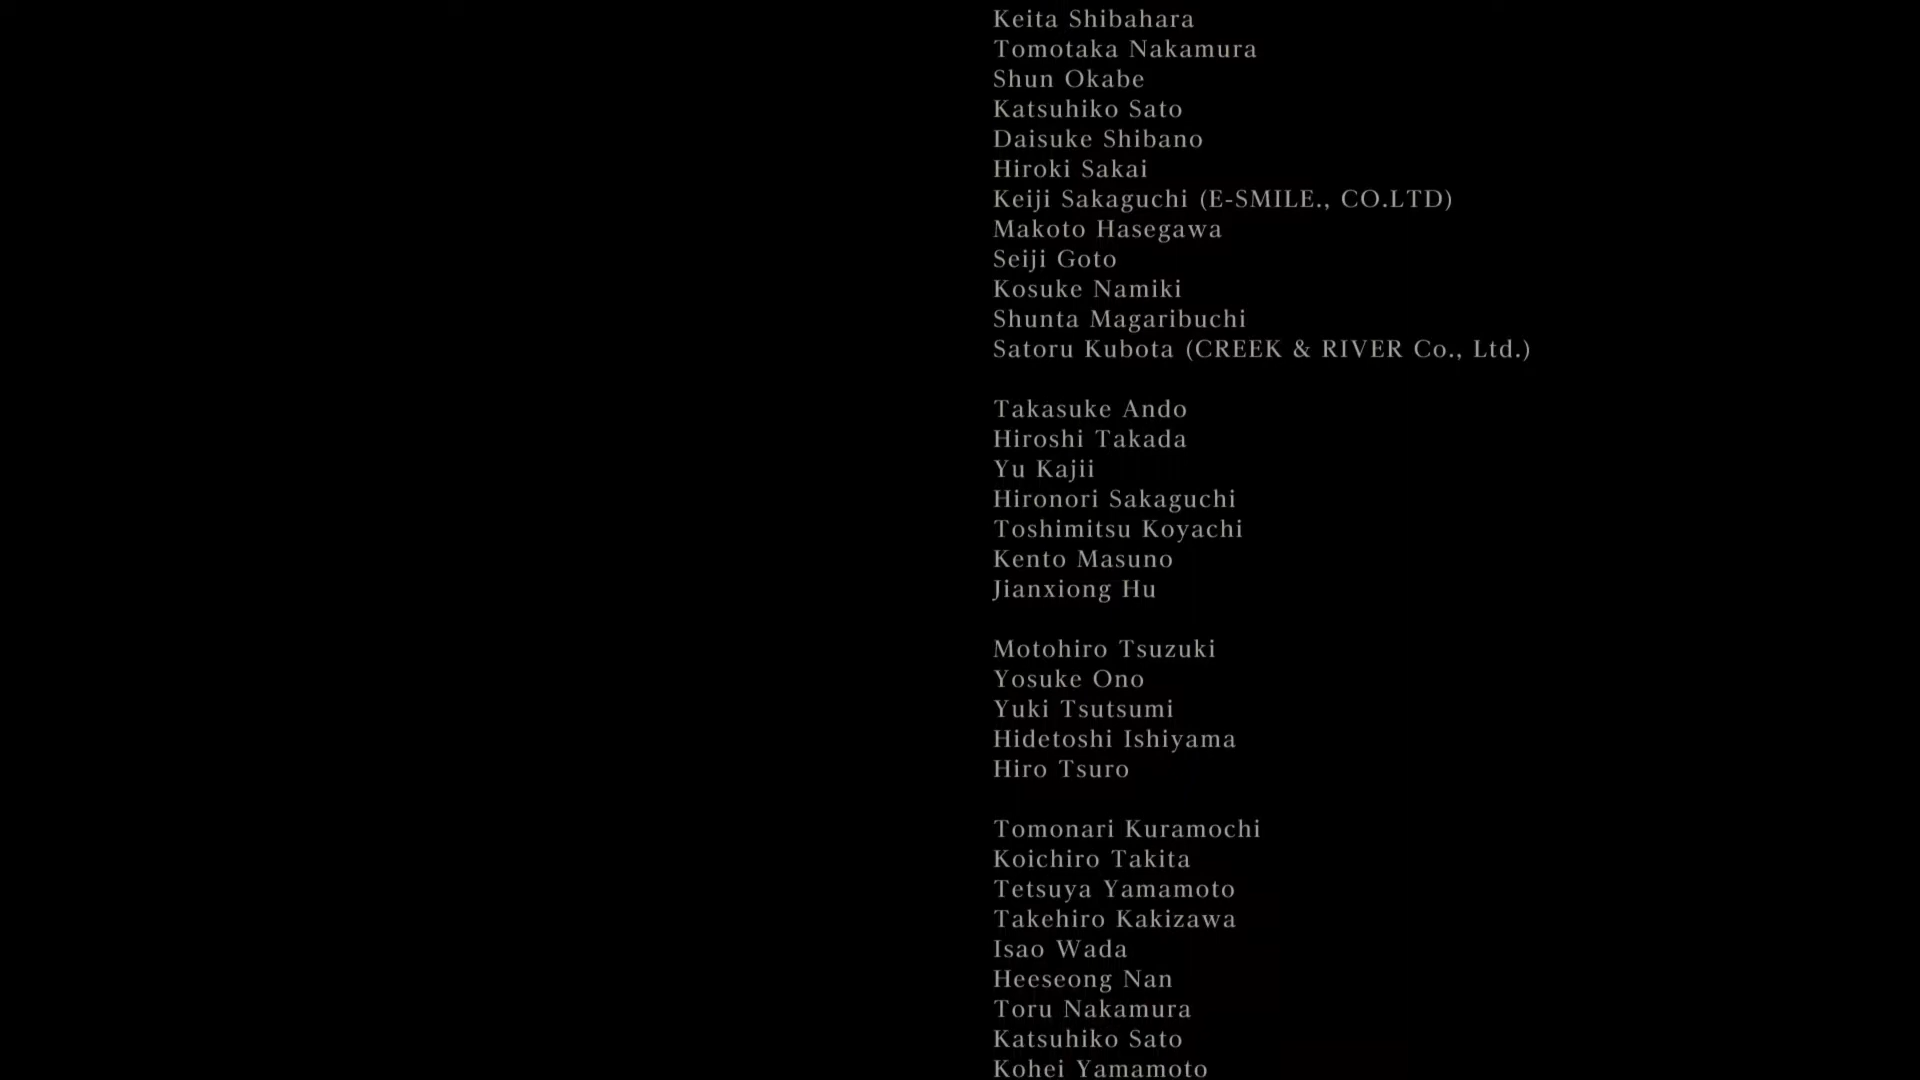 Keita Shibahara
Tomotaka Nakamura
Shun Okabe
Katsuhiko Sato
Daisuke Shibano
Hiroki Sakai
Keiji Sakaguchi (E-SMILE., CO.LTD)
Makoto Hasegawa
Seiji Goto
Kosuke Namiki
Shunta Magaribuchi
Satoru Kubota (CREEK & RIVER Co., Ltd.)
Takasuke Ando
Hiroshi Takada
Yu Kajii
Hironori Sakaguchi
Toshimitsu Koyachi
Kento Masuno
Jianxiong Hu
Motohiro Tsuzuki
Yosuke Ono
Yuki Tsutsumi
Hidetoshi Ishiyama
Hiro Tsuro
Tomonari Kuramochi
Koichiro Takita
Tetsuya Yamamoto
Takehiro Kakizawa
Isao Wada
Heeseong Nan
Toru Nakamura
Katsuhiko Sato
Kohei Yamamoto